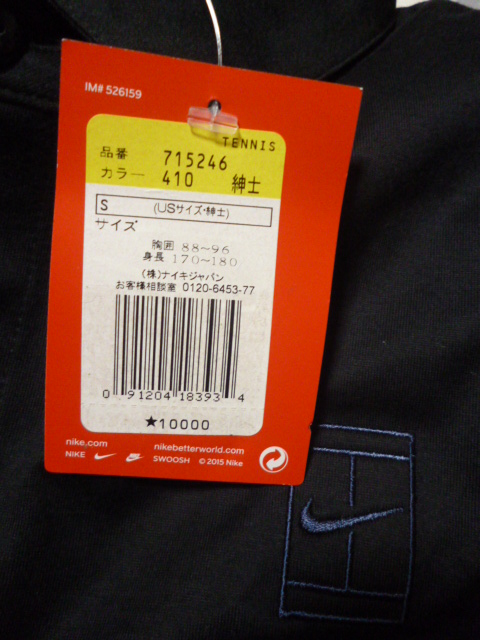 IM# 526159
TENNIS
品番 715246
カラー 410 紳士
S (USサイズ・紳士)
サイズ
胸囲 88~96
身長 170~180
(株)ナイキジャパン
お客様相談室 0120-6453-77
0 91204 18393 4
★10000
nike.com nikebetterworld.com
NIKE SWOOSH © 2015 Nike